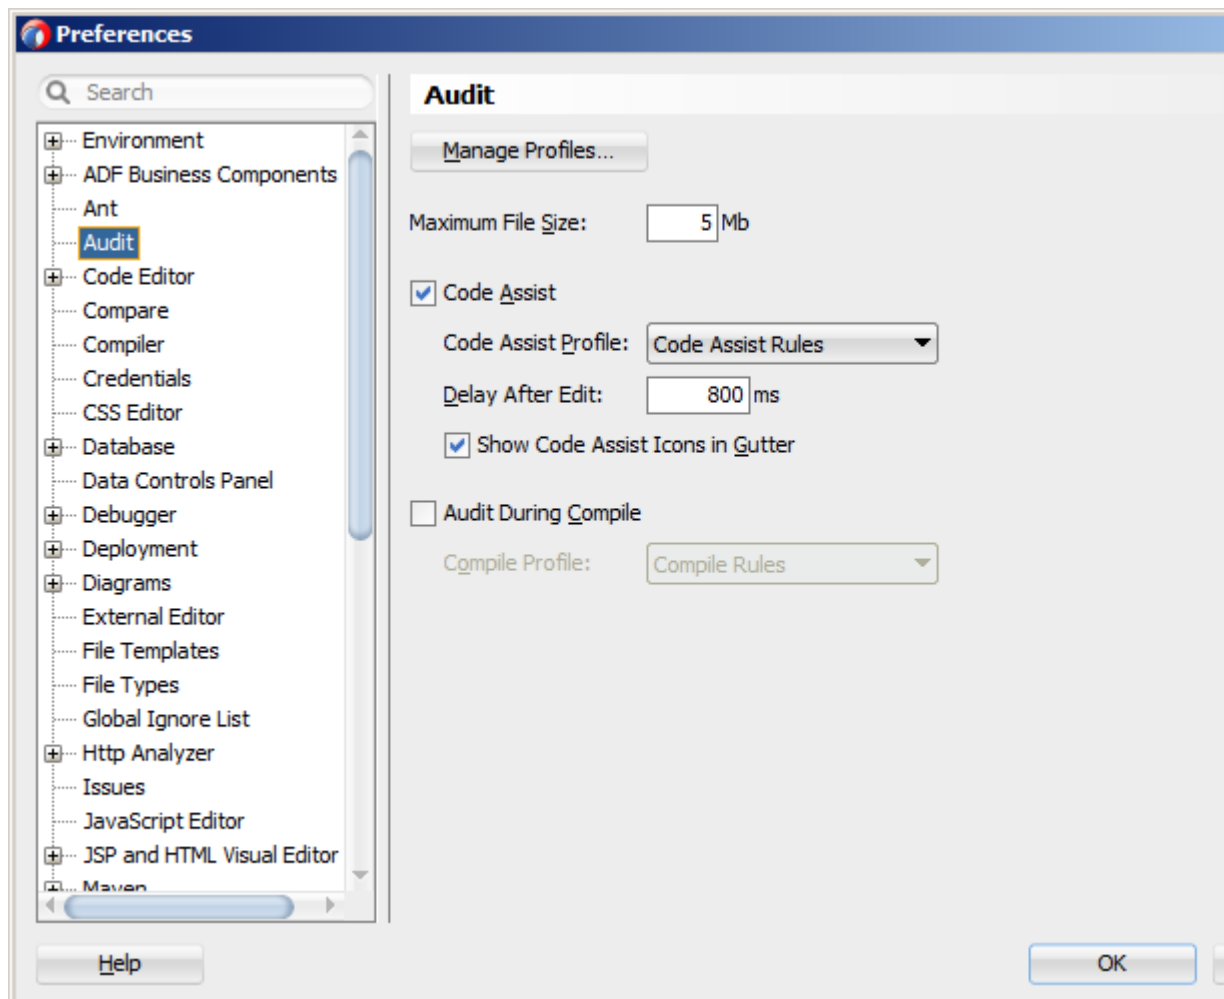 Preferences
Search
Environment
ADF Business Components
Ant
Audit
Code Editor
Compare
Compiler
Credentials
CSS Editor
Database
Data Controls Panel
Debugger
Deployment
Diagrams
External Editor
File Templates
File Types
Global Ignore List
Http Analyzer
Issues
JavaScript Editor
JSP and HTML Visual Editor
Maven
Audit
Manage Profiles...
Maximum File Size: 5 Mb
Code Assist
Code Assist Profile: Code Assist Rules
Delay After Edit: 800 ms
Show Code Assist Icons in Gutter
Audit During Compile
Compile Profile: Compile Rules
Help
OK